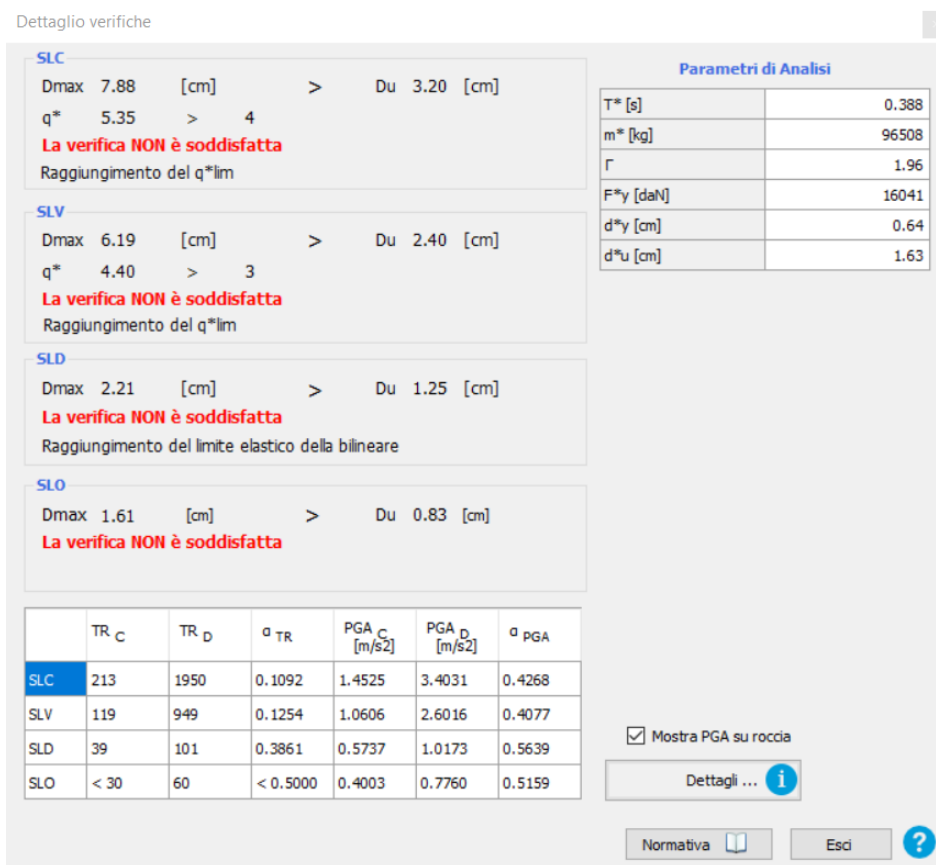 Dettaglio verifiche
SLC
Dmax 7.88 [cm] > Du 3.20 [cm]
q* 5.35 > 4
La verifica NON è soddisfatta
Raggiungimento del q*lim
SLV
Dmax 6.19 [cm] > Du 2.40 [cm]
q* 4.40 > 3
La verifica NON è soddisfatta
Raggiungimento del q*lim
SLD
Dmax 2.21 [cm] > Du 1.25 [cm]
La verifica NON è soddisfatta
Raggiungimento del limite elastico della bilineare
SLO
Dmax 1.61 [cm] > Du 0.83 [cm]
La verifica NON è soddisfatta
Parametri di Analisi
T* [s] 0.388
m* [kg] 96508
Γ 1.96
F*y [daN] 16041
d*y [cm] 0.64
d*u [cm] 1.63
TR C TR D α TR PGA C [m/s2] PGA D [m/s2] α PGA
SLC 213 1950 0.1092 1.4525 3.4031 0.4268
SLV 119 949 0.1254 1.0606 2.6016 0.4077
SLD 39 101 0.3861 0.5737 1.0173 0.5639
SLO < 30 60 < 0.5000 0.4003 0.7760 0.5159
Mostra PGA su roccia
Dettagli ... i
Normativa
Esci
?